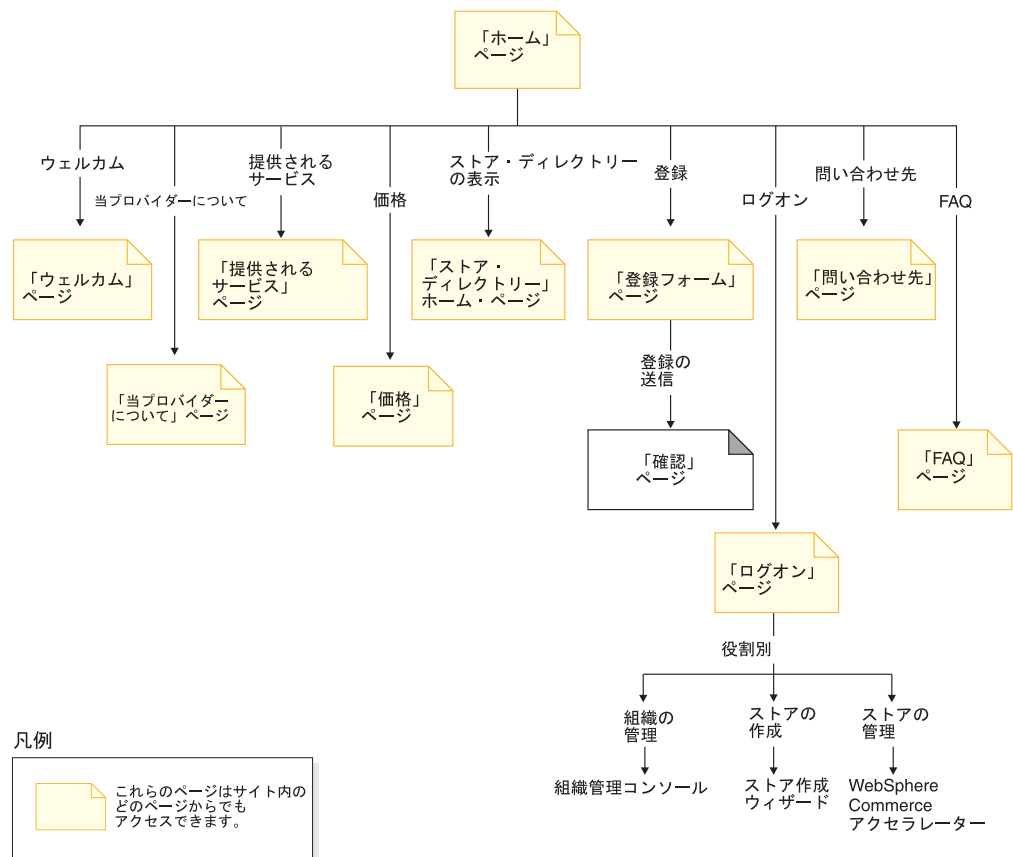 「ホーム」
ページ
ウェルカム
当プロバイダーについて
提供される
サービス
価格
ストア・ディレクトリー
の表示
登録
ログオン
問い合わせ先
FAQ
「ウェルカム」
ページ
「提供される
サービス」
ページ
「ストア・
ディレクトリー」
ホーム・ページ
「登録フォーム」
ページ
「問い合わせ先」
ページ
「当プロバイダー
について」ページ
「価格」
ページ
登録の
送信
「確認」
ページ
「FAQ」
ページ
「ログオン」
ページ
役割別
組織の
管理
ストアの
作成
ストアの
管理
組織管理コンソール
ストア作成
ウィザード
WebSphere
Commerce
アクセラレーター
凡例
これらのページはサイト内の
どのページからでも
アクセスできます。